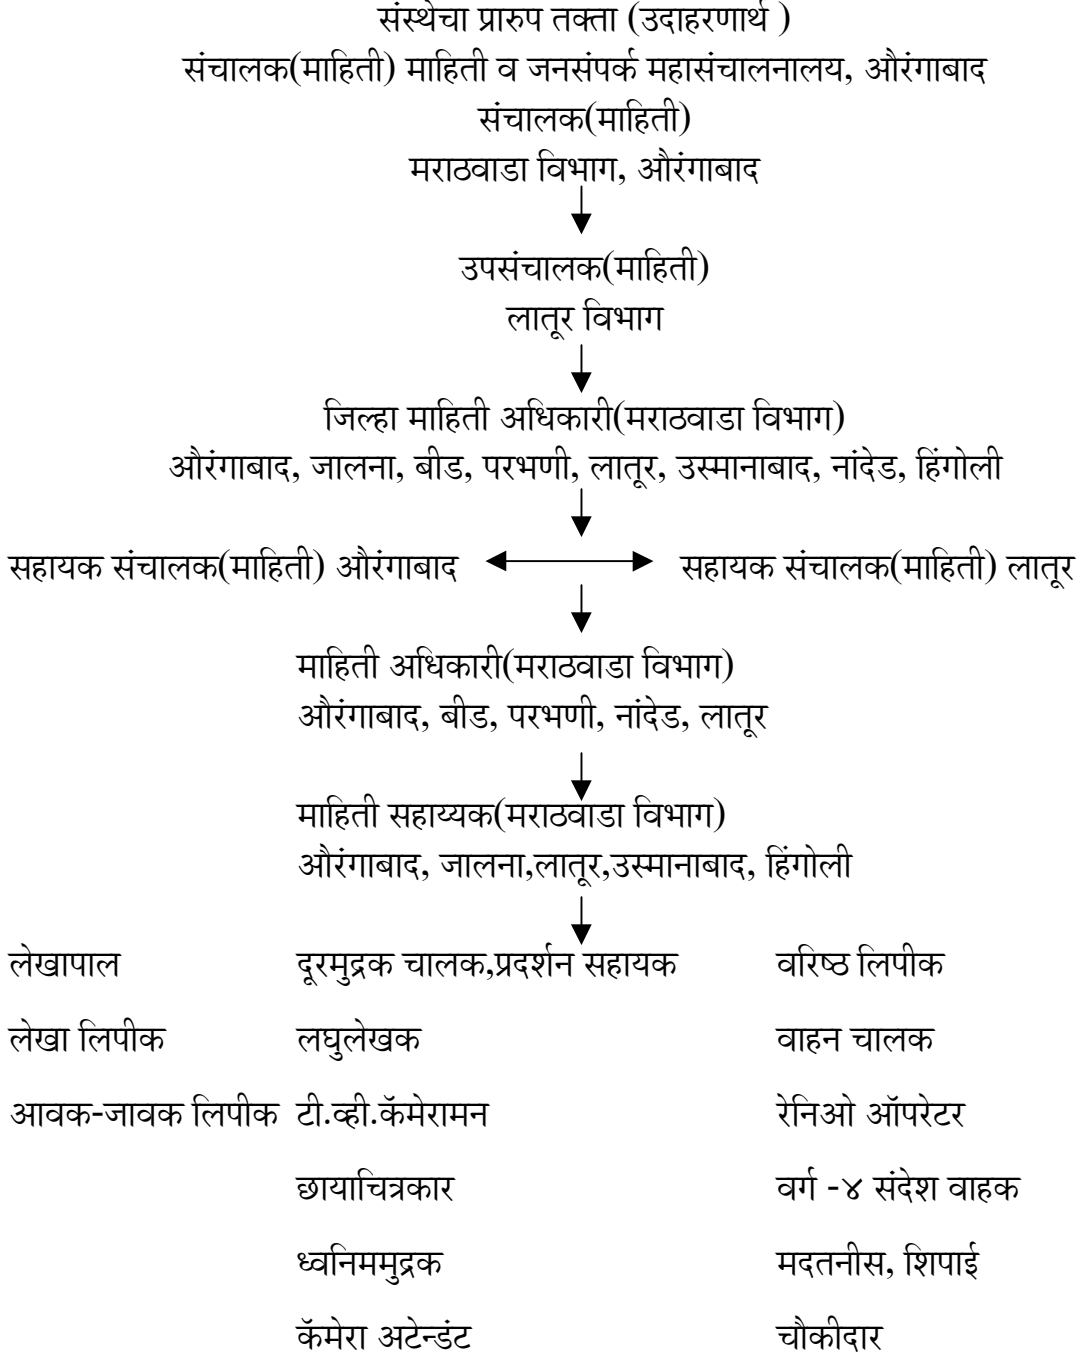 संस्थेचा प्रारुप तक्ता (उदाहरणार्थ )
संचालक(माहिती) माहिती व जनसंपर्क महासंचालनालय, औरंगाबाद
संचालक(माहिती)
मराठवाडा विभाग, औरंगाबाद
उपसंचालक(माहिती)
लातूर विभाग
जिल्हा माहिती अधिकारी(मराठवाडा विभाग)
औरंगाबाद, जालना, बीड, परभणी, लातूर, उस्मानाबाद, नांदेड, हिंगोली
सहायक संचालक(माहिती) औरंगाबाद सहायक संचालक(माहिती) लातूर
माहिती अधिकारी(मराठवाडा विभाग)
औरंगाबाद, बीड, परभणी, नांदेड, लातूर
माहिती सहाय्यक(मराठवाडा विभाग)
औरंगाबाद, जालना,लातूर,उस्मानाबाद, हिंगोली
लेखापाल दूरमुद्रक चालक,प्रदर्शन सहायक वरिष्ठ लिपीक
लेखा लिपीक लघुलेखक वाहन चालक
आवक-जावक लिपीक टी.व्ही.कॅमेरामन रेनिओ ऑपरेटर
छायाचित्रकार वर्ग -४ संदेश वाहक
ध्वनिममुद्रक मदतनीस, शिपाई
कॅमेरा अटेन्डंट चौकीदार